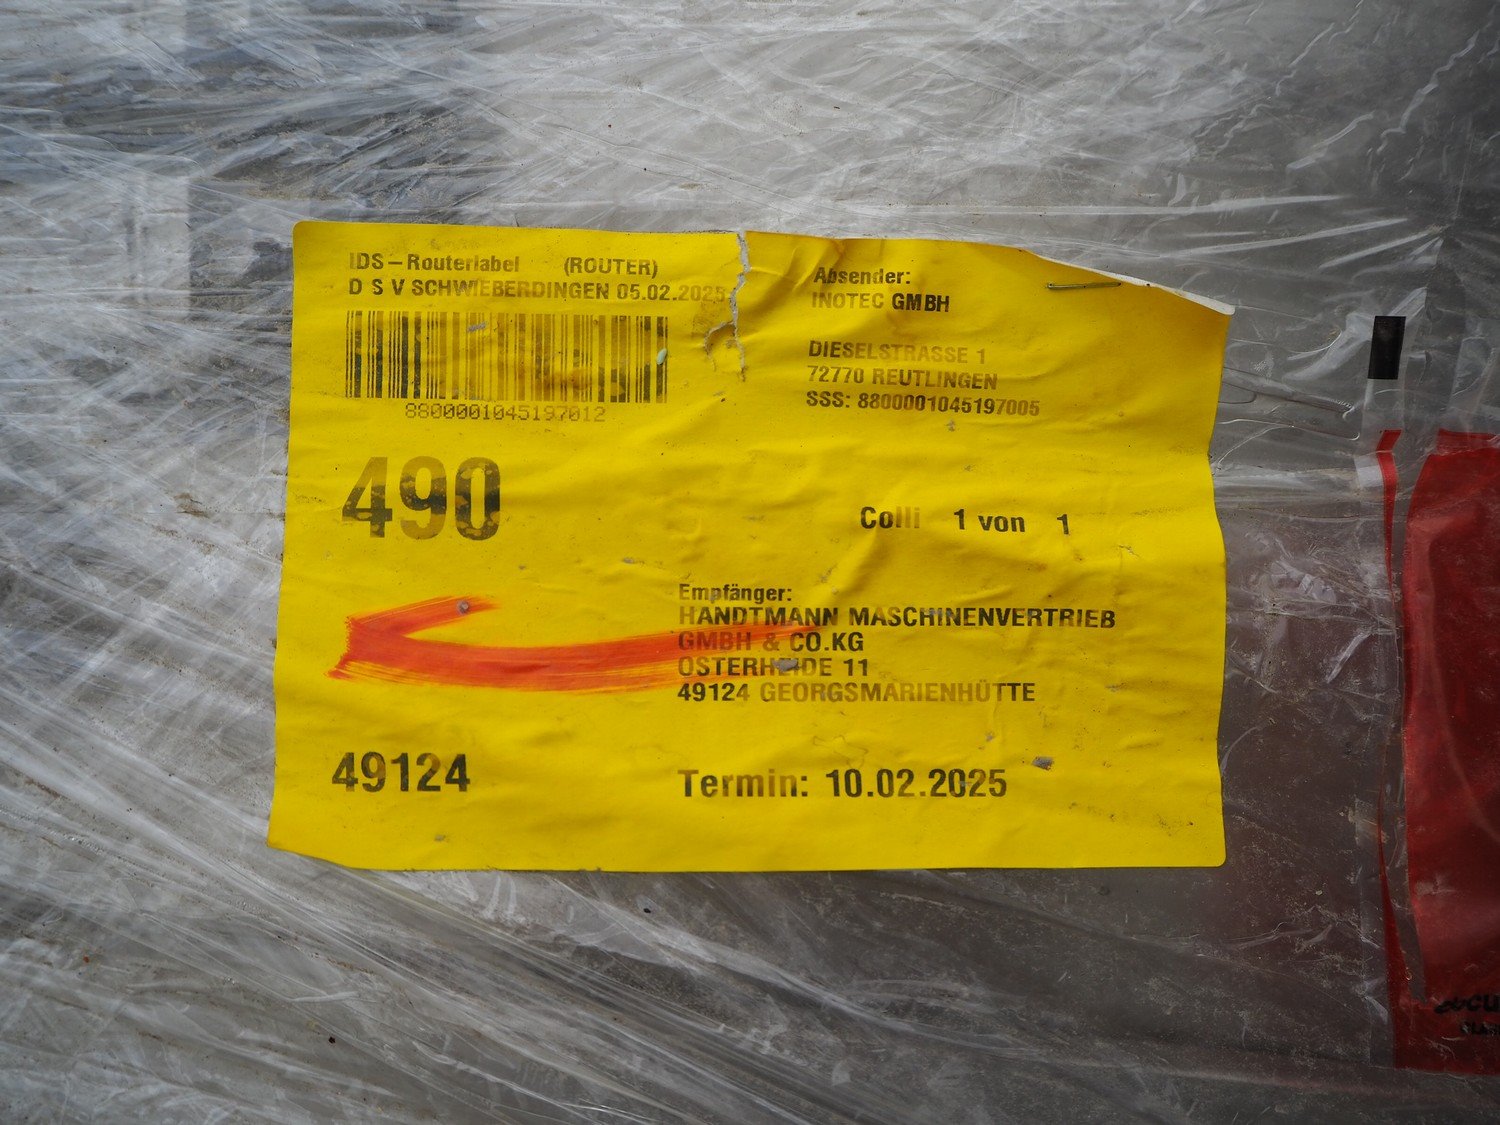 IDS-Routerlabel (ROUTER)
D S V SCHWIEBERDINGEN 05.02.2025
8800001045197012
490
49124
Absender:
INOTEC GMBH
DIESELSTRASSE 1
72770 REUTLINGEN
SSS: 8800001045197005
Colli 1 von 1
Empfänger:
HANDTMANN MASCHINENVERTRIEB
GMBH & CO.KG
OSTERHEIDE 11
49124 GEORGSMARIENHÜTTE
Termin: 10.02.2025